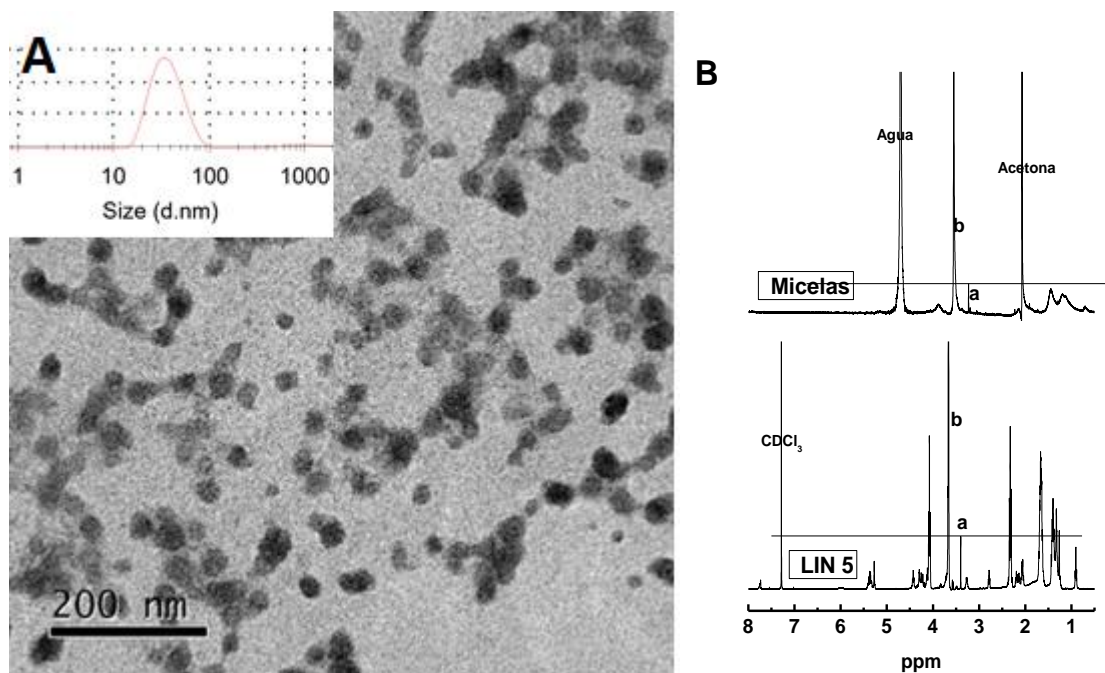 A
1 10 100 1000
Size (d.nm)
200 nm
B
Agua
Acetona
b
a
Micelas
b
CDCl₃
a
LIN 5
8 7 6 5 4 3 2 1
ppm